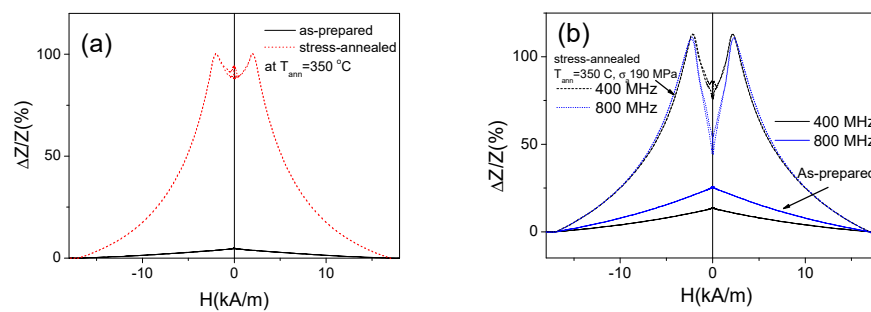 (a)
as-prepared
stress-annealed
at T_ann=350 °C
100
50
0
ΔZ/Z(%)
-10
0
10
H(kA/m)
(b)
stress-annealed
T_ann=350 C, σ_a 190 MPa
400 MHz
800 MHz
400 MHz
800 MHz
As-prepared
100
50
0
ΔZ/Z(%)
-10
0
10
H(kA/m)